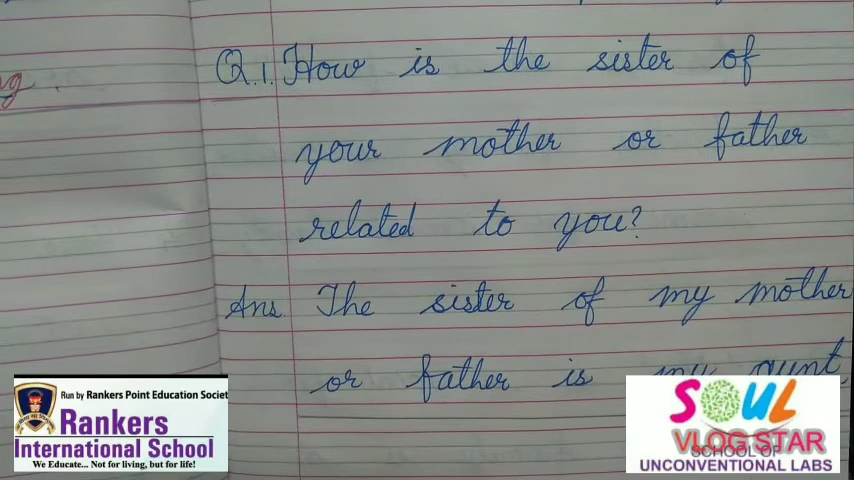 Q.1. How is the sister of
your mother or father
related to you?
Ans. The sister of my mother
or father is my aunt
Run by Rankers Point Education Societ
Rankers
International School
We Educate... Not for living, but for life!
SOUL
VLOG STAR
SCHOOL OF
UNCONVENTIONAL LABS